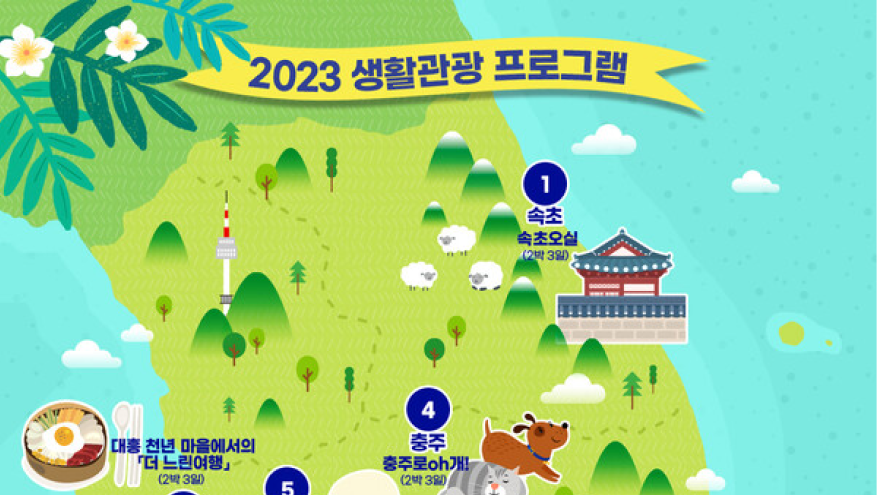 2023 생활관광 프로그램
1
속초
속초오실
(2박 3일)
4
충주
충주로oh개!
(2박 3일)
대흥 천년 마을에서의
「더 느린여행」
(2박 3일)
5